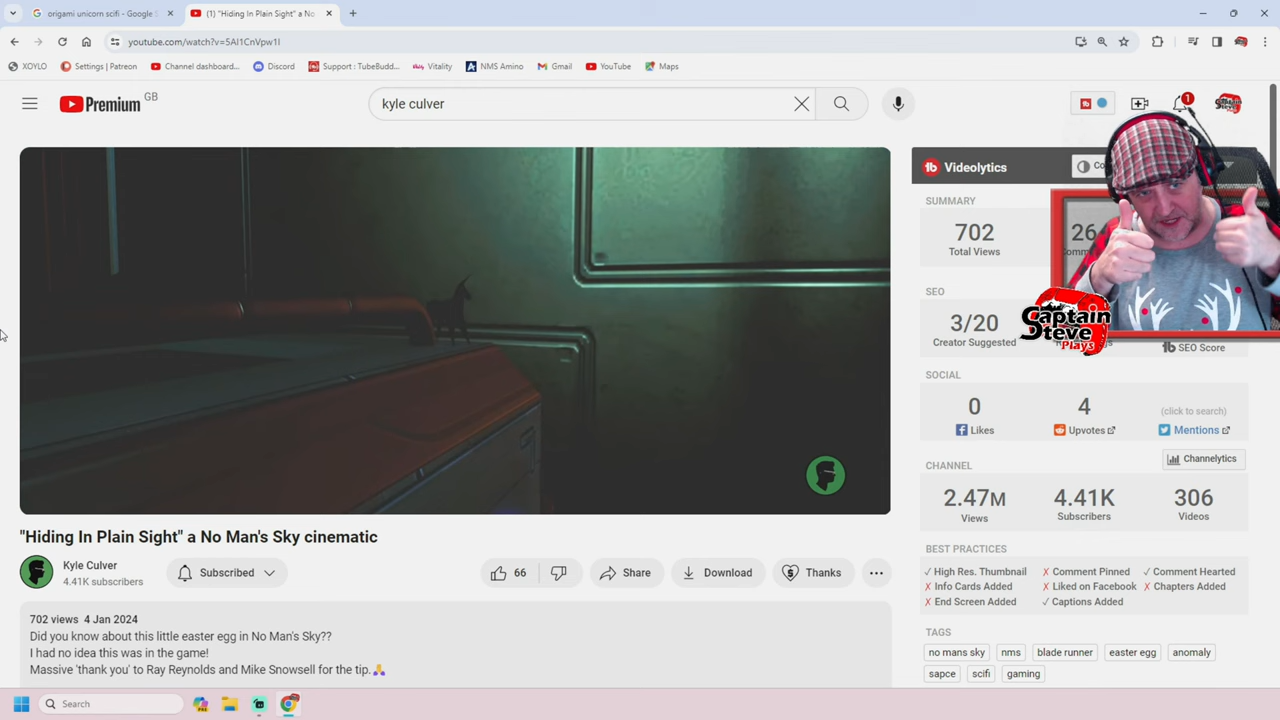 origami unicorn scifi - Google S
(1) "Hiding In Plain Sight" a No
youtube.com/watch?v=5Al1CnVpw1I
XOYLO
Settings | Patreon
Channel dashboard...
Discord
Support : TubeBudd...
Vitality
NMS Amino
Gmail
YouTube
Maps
Premium GB
kyle culver
1
Videolytics
SUMMARY
702
Total Views
26
SEO
3/20
Creator Suggested
SEO Score
Captain
Steve
Plays
SOCIAL
0
Likes
4
Upvotes
(click to search)
Mentions
Channelytics
CHANNEL
2.47M
Views
4.41K
Subscribers
306
Videos
BEST PRACTICES
High Res. Thumbnail
Comment Pinned
Comment Hearted
Info Cards Added
Liked on Facebook
Chapters Added
End Screen Added
Captions Added
TAGS
no mans sky
nms
blade runner
easter egg
anomaly
sapce
scifi
gaming
"Hiding In Plain Sight" a No Man's Sky cinematic
Kyle Culver
4.41K subscribers
Subscribed
66
Share
Download
Thanks
702 views 4 Jan 2024
Did you know about this little easter egg in No Man's Sky??
I had no idea this was in the game!
Massive 'thank you' to Ray Reynolds and Mike Snowsell for the tip.🙏
Search